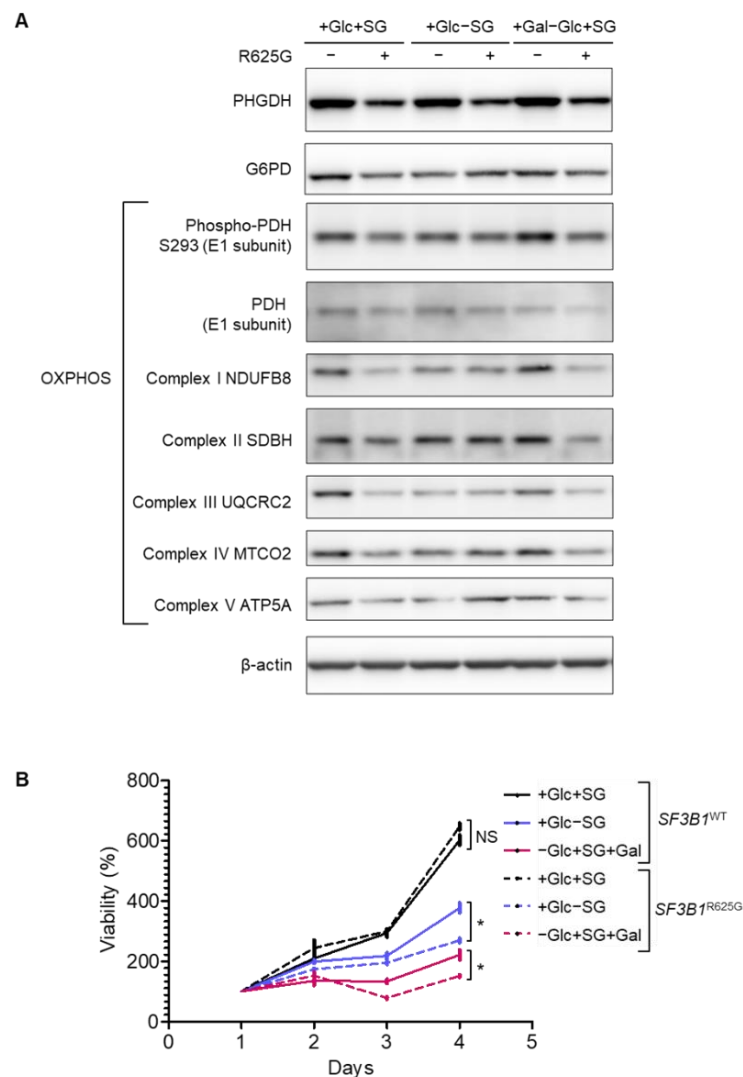 A
+Glc+SG +Glc−SG +Gal−Glc+SG
R625G − + − + − +
PHGDH
G6PD
Phospho-PDH
S293 (E1 subunit)
PDH
(E1 subunit)
OXPHOS
Complex I NDUFB8
Complex II SDBH
Complex III UQCRC2
Complex IV MTCO2
Complex V ATP5A
β-actin
B
Viability (%)
800
600
400
200
0
0 1 2 3 4 5
Days
NS
*
*
+Glc+SG
+Glc−SG
−Glc+SG+Gal
SF3B1WT
+Glc+SG
+Glc−SG
−Glc+SG+Gal
SF3B1R625G